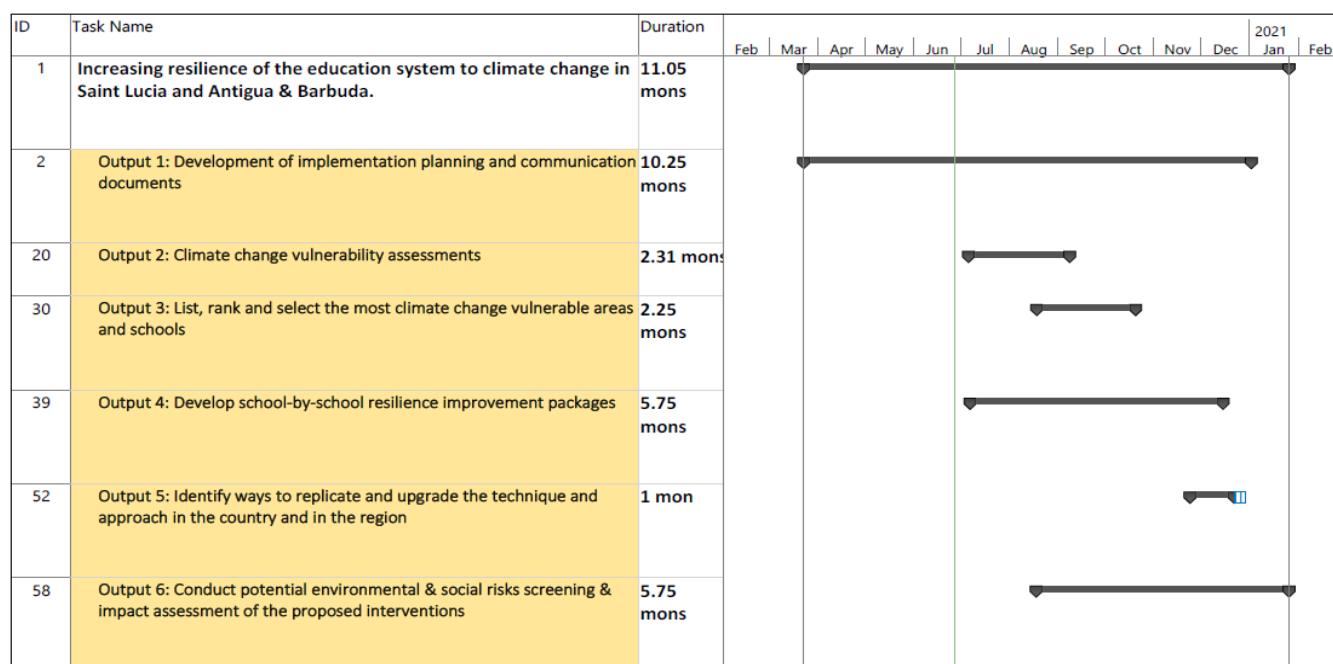 ID Task Name Duration
2021
Feb Mar Apr May Jun Jul Aug Sep Oct Nov Dec Jan Feb
1 Increasing resilience of the education system to climate change in 11.05
Saint Lucia and Antigua & Barbuda. mons
2 Output 1: Development of implementation planning and communication 10.25
documents mons
20 Output 2: Climate change vulnerability assessments 2.31 mons
30 Output 3: List, rank and select the most climate change vulnerable areas 2.25
and schools mons
39 Output 4: Develop school-by-school resilience improvement packages 5.75
mons
52 Output 5: Identify ways to replicate and upgrade the technique and 1 mon
approach in the country and in the region
58 Output 6: Conduct potential environmental & social risks screening & 5.75
impact assessment of the proposed interventions mons